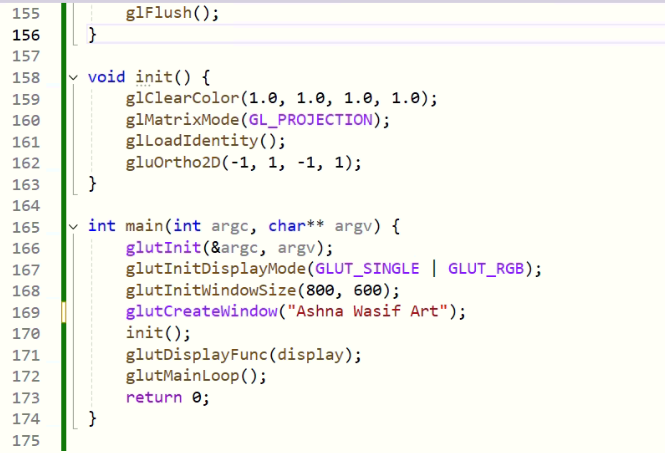 155 glFlush();
156 }
157
158 void init() {
159 glClearColor(1.0, 1.0, 1.0, 1.0);
160 glMatrixMode(GL_PROJECTION);
161 glLoadIdentity();
162 gluOrtho2D(-1, 1, -1, 1);
163 }
164
165 int main(int argc, char** argv) {
166 glutInit(&argc, argv);
167 glutInitDisplayMode(GLUT_SINGLE | GLUT_RGB);
168 glutInitWindowSize(800, 600);
169 glutCreateWindow("Ashna Wasif Art");
170 init();
171 glutDisplayFunc(display);
172 glutMainLoop();
173 return 0;
174 }
175